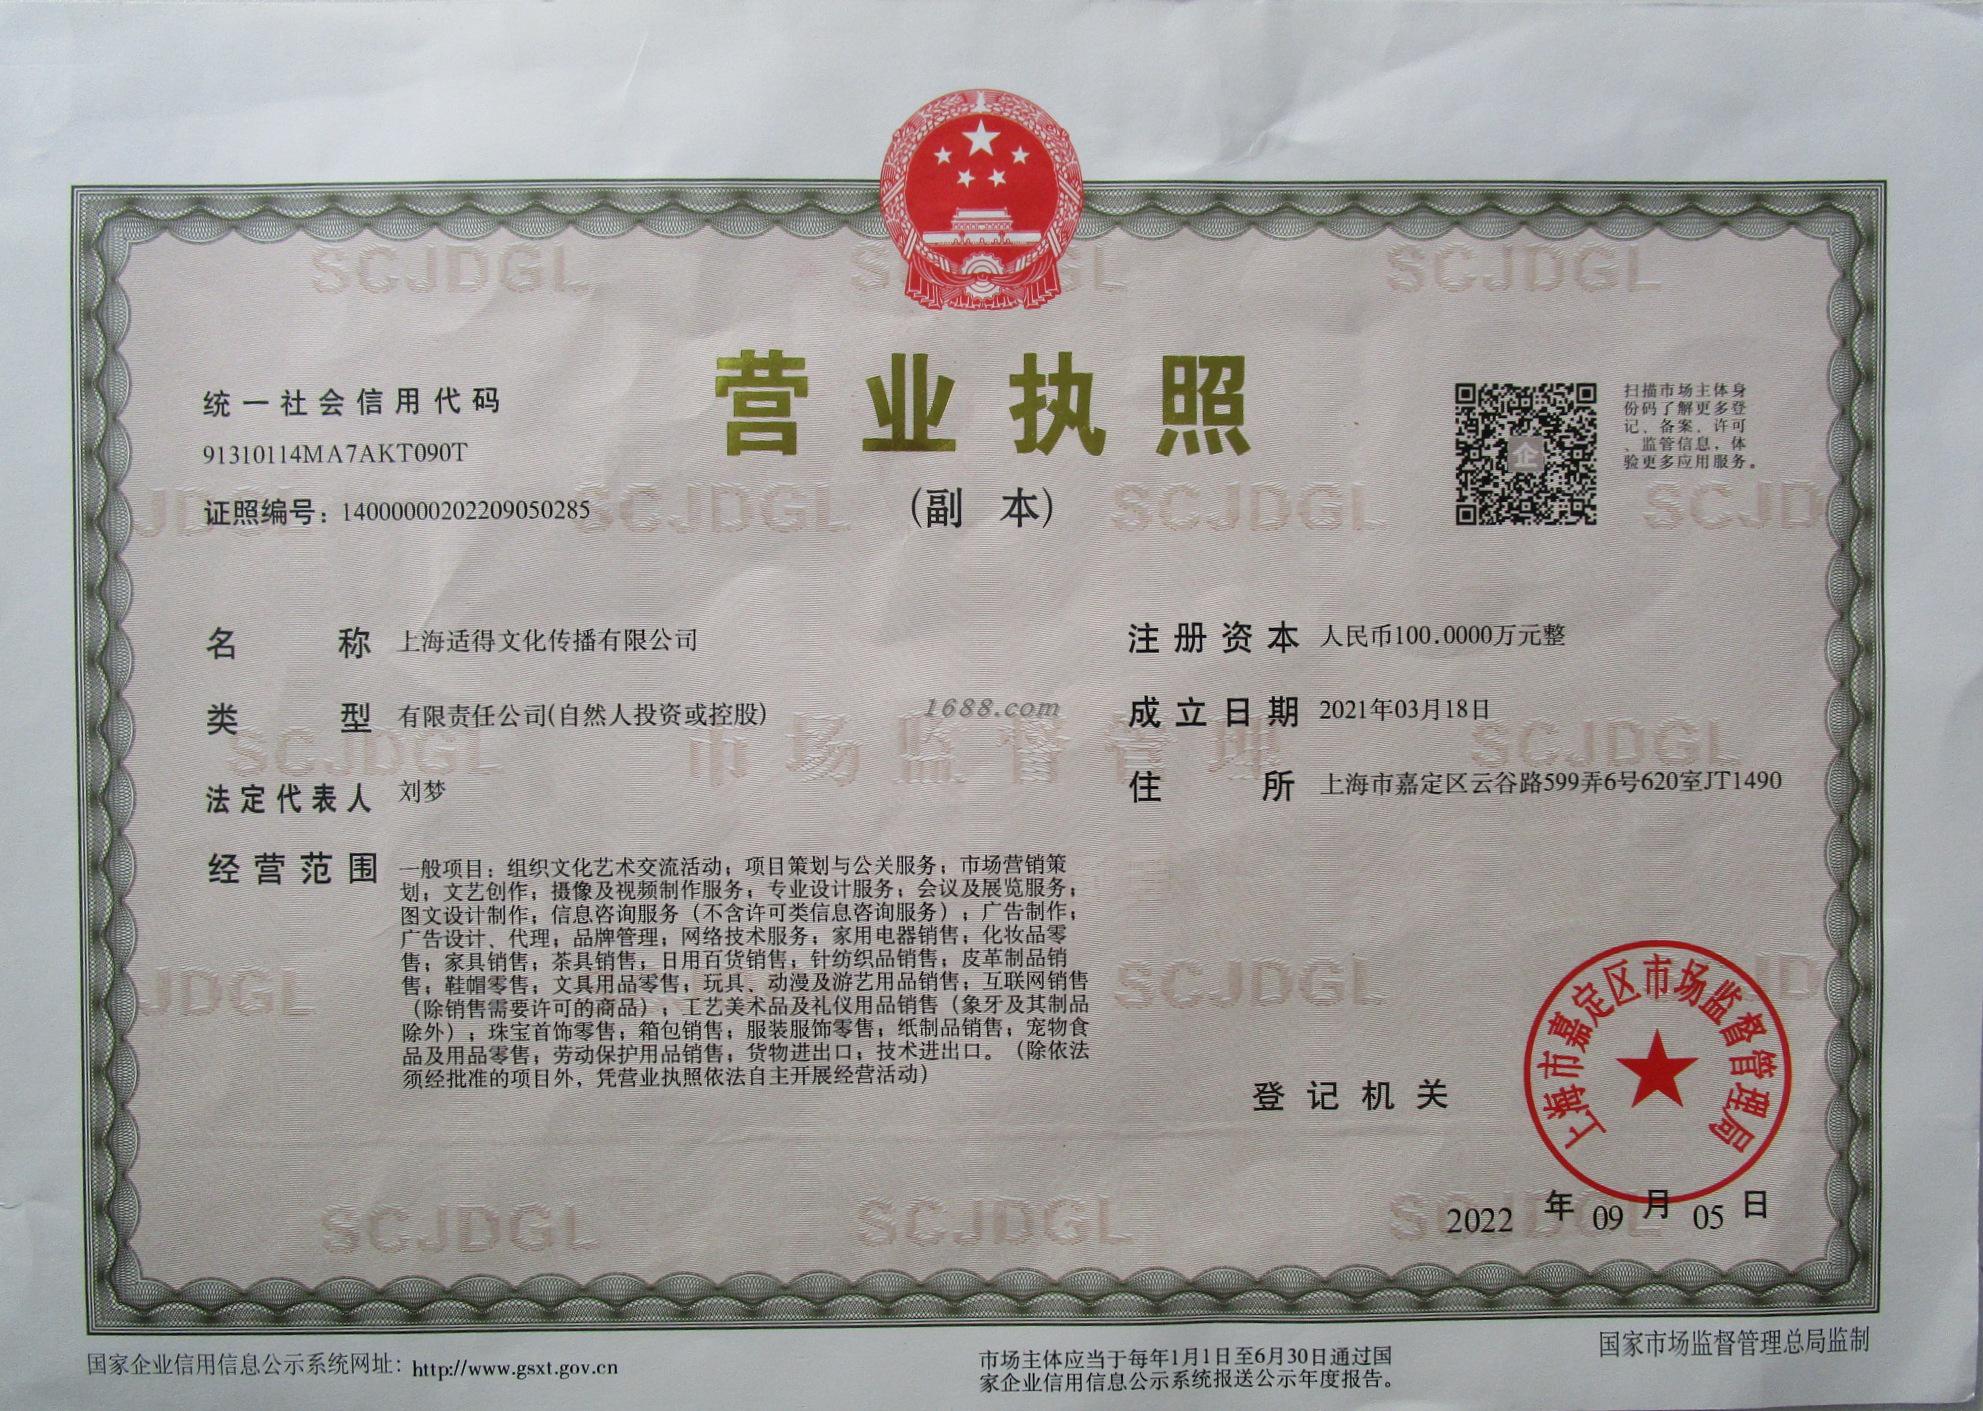 SCJDGL SCJDGL SCJDGL
营业执照
(副 本)
统一社会信用代码
91310114MA7AKT090T
证照编号：14000000202209050285
扫描市场主体身
份码了解更多登
记、备案、许可
、监管信息，体
验更多应用服务。
企
JDGL SCJDGL SCJDGL SCJD
名 称 上海适得文化传播有限公司
类 型 有限责任公司(自然人投资或控股)
法定代表人 刘梦
经营范围 一般项目：组织文化艺术交流活动；项目策划与公关服务；市场营销策
划；文艺创作；摄像及视频制作服务；专业设计服务；会议及展览服务；
图文设计制作；信息咨询服务（不含许可类信息咨询服务）；广告制作；
广告设计、代理；品牌管理；网络技术服务；家用电器销售；化妆品零
售；家具销售；茶具销售；日用百货销售；针纺织品销售；皮革制品销
售；鞋帽零售；文具用品零售；玩具、动漫及游艺用品销售；互联网销售
（除销售需要许可的商品）；工艺美术品及礼仪用品销售（象牙及其制品
除外）；珠宝首饰零售；箱包销售；服装服饰零售；纸制品销售；宠物食
品及用品零售；劳动保护用品销售；货物进出口；技术进出口。（除依法
须经批准的项目外，凭营业执照依法自主开展经营活动）
注册资本 人民币100.0000万元整
成立日期 2021年03月18日
住 所 上海市嘉定区云谷路599弄6号620室JT1490
1688.com
SCJDGL 市场监督管理 SCJDGL
JDGL SCJDGL JD
登记机关
上海市嘉定区市场监督管理局
2022 年 09 月 05 日
SCJDGL SCJDGL SCJDGL
国家企业信用信息公示系统网址：http://www.gsxt.gov.cn
市场主体应当于每年1月1日至6月30日通过国
家企业信用信息公示系统报送公示年度报告。
国家市场监督管理总局监制